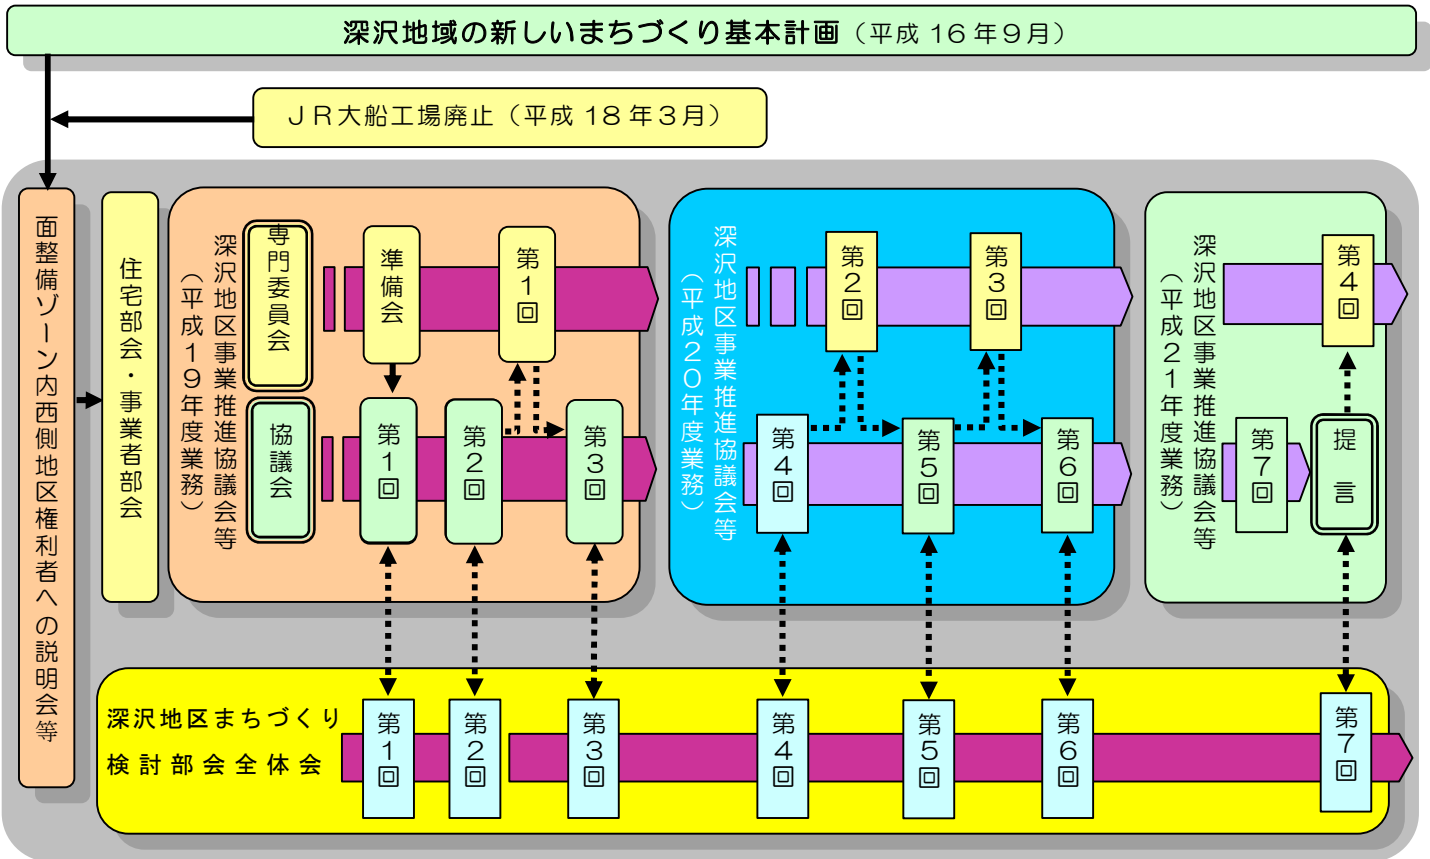 深沢地域の新しいまちづくり基本計画（平成 16 年９月）
ＪＲ大船工場廃止（平成 18 年３月）
面整備ゾーン内西側地区権利者への説明会等
住宅部会・事業者部会
深沢地区事業推進協議会等
（平成１９年度業務）
専門委員会
準備会
第１回
協議会
第１回
第２回
第３回
深沢地区事業推進協議会等
（平成２０年度業務）
第２回
第３回
第４回
第５回
第６回
深沢地区事業推進協議会等
（平成２１年度業務）
第４回
第７回
提言
深沢地区まちづくり
検討部会全体会
第１回
第２回
第３回
第４回
第５回
第６回
第７回